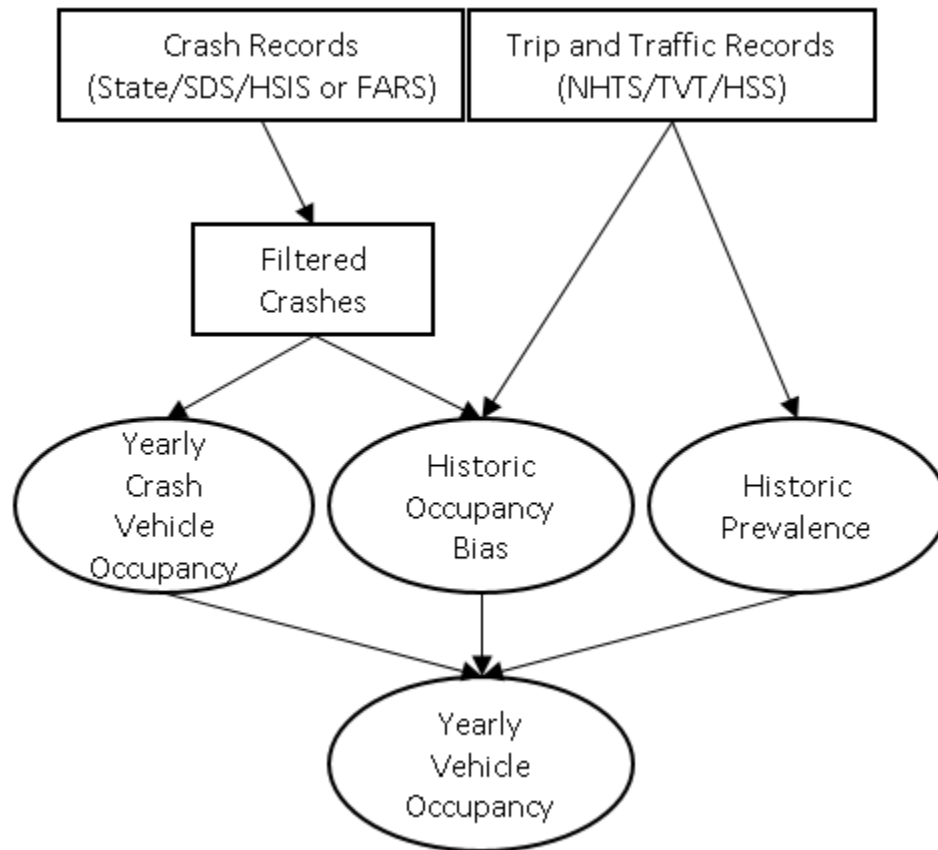 Crash Records
(State/SDS/HSIS or FARS)
Trip and Traffic Records
(NHTS/TVT/HSS)
Filtered
Crashes
Yearly
Crash
Vehicle
Occupancy
Historic
Occupancy
Bias
Historic
Prevalence
Yearly
Vehicle
Occupancy